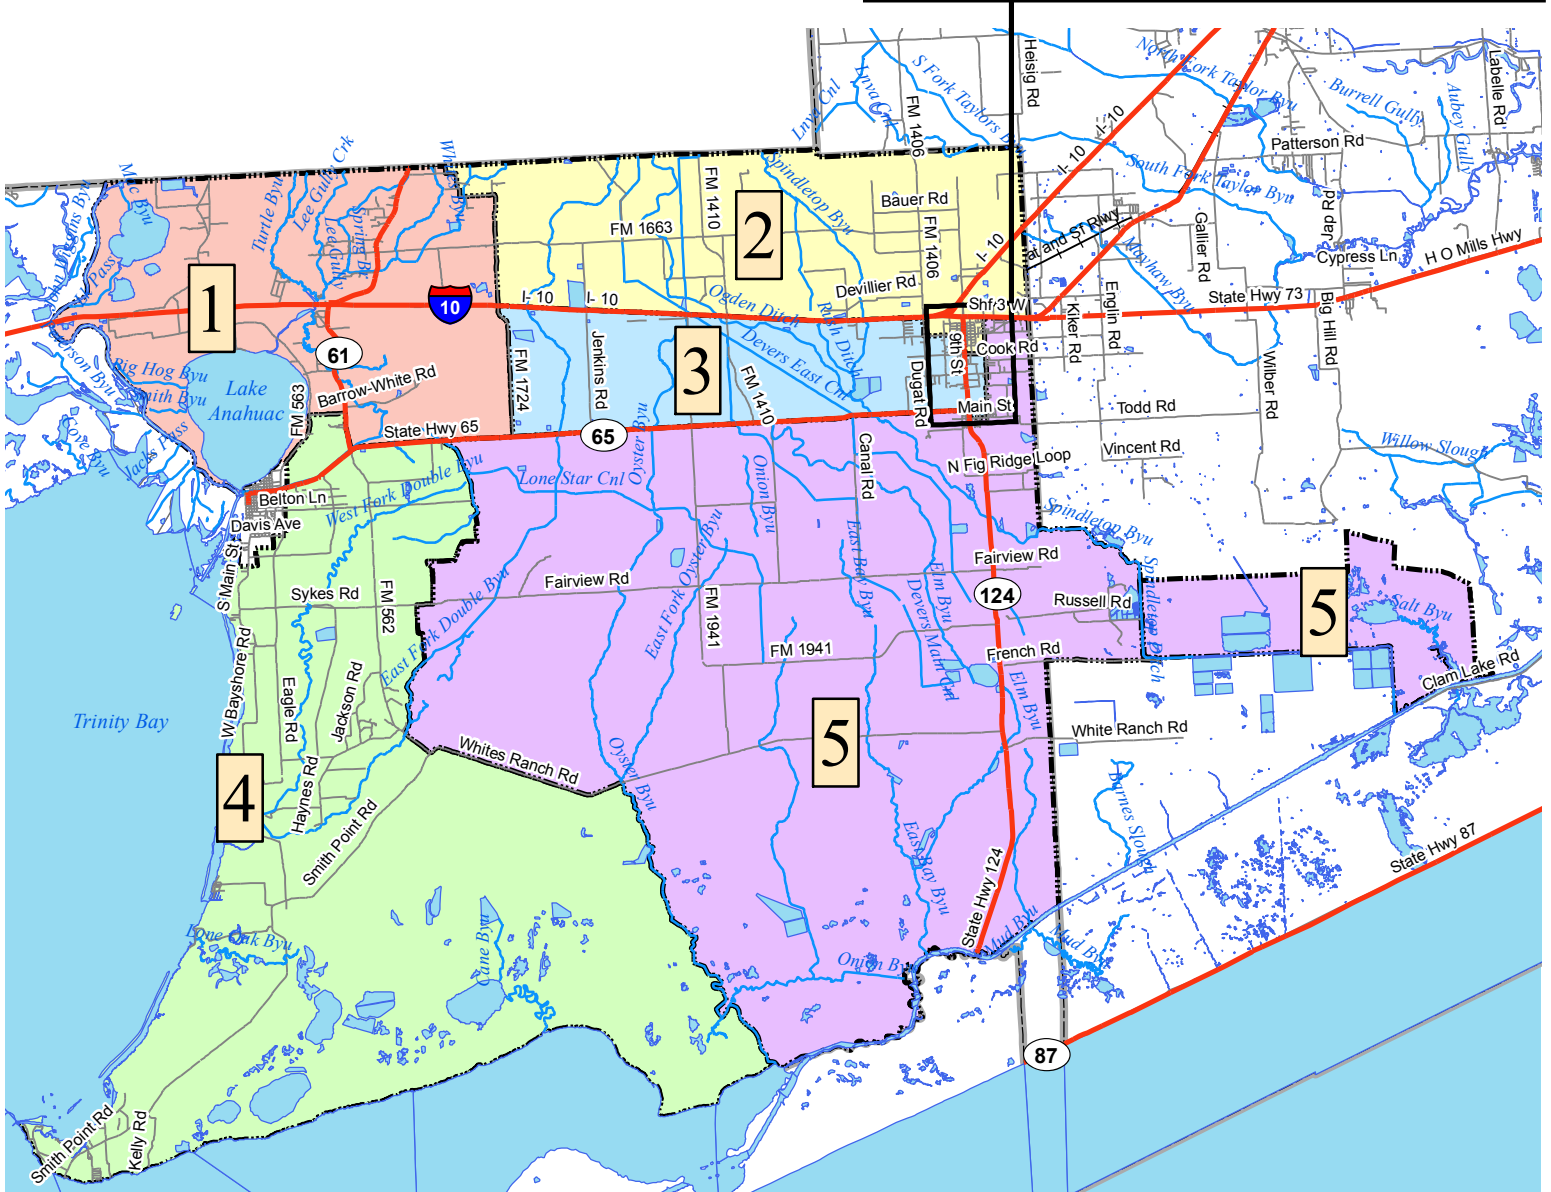 Heisig Rd
North Fork Taylor Byu
S Fork Taylors B
Lnva Cnl
Lnva Cnl
FM 1406
I- 10
Burrell Gully
Aubey Gully
Labelle Rd
Patterson Rd
I- 10
South Fork Taylor Byu
Mac Byu
Turtle Byu
Lee Gully Crk
Lee Gully
Spring Br
FM 1410
Spindletop Byu
Bauer Rd
FM 1663
2
FM 1406
I- 10
Gallier Rd
Jap Rd
Cypress Ln
H O Mills Hwy
Mayhaw Byu
1
10
I- 10
I- 10
Ogden Ditch
Devillier Rd
Rush Ditch
Shf 3 W
State Hwy 73
Englin Rd
Kiker Rd
Big Hill Rd
Wilber Rd
61
Big Hog Byu
Smith Byu
Lake
Anahuac
Barrow-White Rd
FM 563
FM 1724
Jenkins Rd
3
Devers East Cnl
FM 1410
Dugat Rd
9th St
Cook Rd
Main St
Todd Rd
Jacks Pass
Cove Byu
State Hwy 65
65
Oyster Byu
Canal Rd
N Fig Ridge Loop
Vincent Rd
Willow Slough
Belton Ln
Davis Ave
West Fork Double Byu
Lone Star Cnl
Onion Byu
East Bay Byu
Spindletop Byu
S Main St
Sykes Rd
FM 562
East Fork Double Byu
Fairview Rd
East Fork Oyster Byu
FM 1941
FM 1941
Elm Byu
Devers Main Cnl
Fairview Rd
124
Russell Rd
French Rd
Spindletop Ditch
5
Salt Byu
Clam Lake Rd
Trinity Bay
W Bayshore Rd
Eagle Rd
Jackson Rd
Whites Ranch Rd
Oyster Byu
5
Elm Byu
White Ranch Rd
4
Haynes Rd
Smith Point Rd
East Bay Byu
Barnes Slough
State Hwy 87
State Hwy 124
Lone Oak Byu
Cane Byu
Mud Byu
Mud Byu
87
Smith Point Rd
Kelly Rd